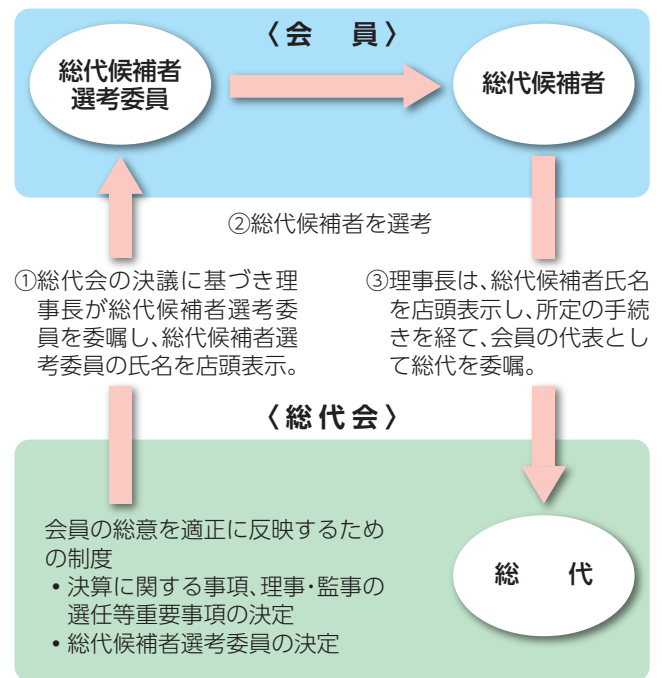 〈会　員〉
総代候補者
選考委員
総代候補者
②総代候補者を選考
①総代会の決議に基づき理
事長が総代候補者選考委
員を委嘱し、総代候補者選
考委員の氏名を店頭表示。
③理事長は、総代候補者氏名
を店頭表示し、所定の手続
きを経て、会員の代表とし
て総代を委嘱。
〈総代会〉
会員の総意を適正に反映するため
の制度
•決算に関する事項、理事・監事の
選任等重要事項の決定
•総代候補者選考委員の決定
総　代